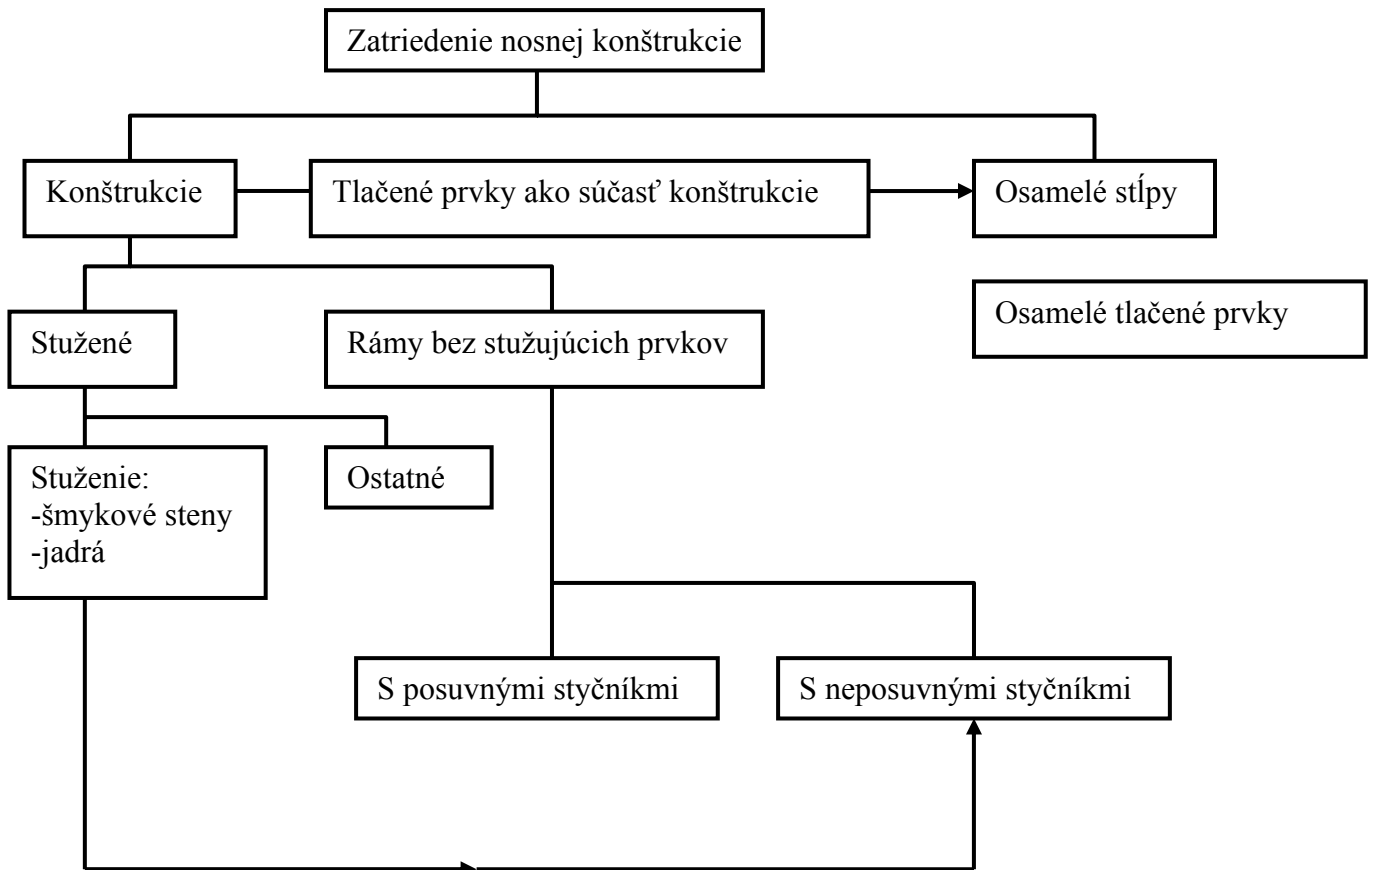 Zatriedenie nosnej konštrukcie
Konštrukcie
Tlačené prvky ako súčasť konštrukcie
Osamelé stĺpy
Osamelé tlačené prvky
Stužené
Rámy bez stužujúcich prvkov
Stuženie:
-šmykové steny
-jadrá
Ostatné
S posuvnými styčníkmi
S neposuvnými styčníkmi